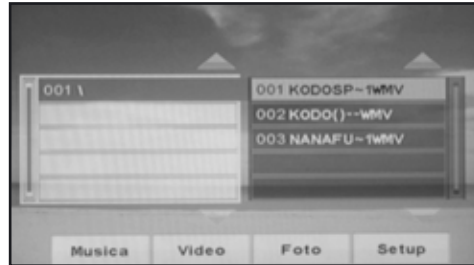 001 \
001 KODOSP~1WMV
002 KODO()--WMV
003 NANAFU~1WMV
Musica Video Foto Setup